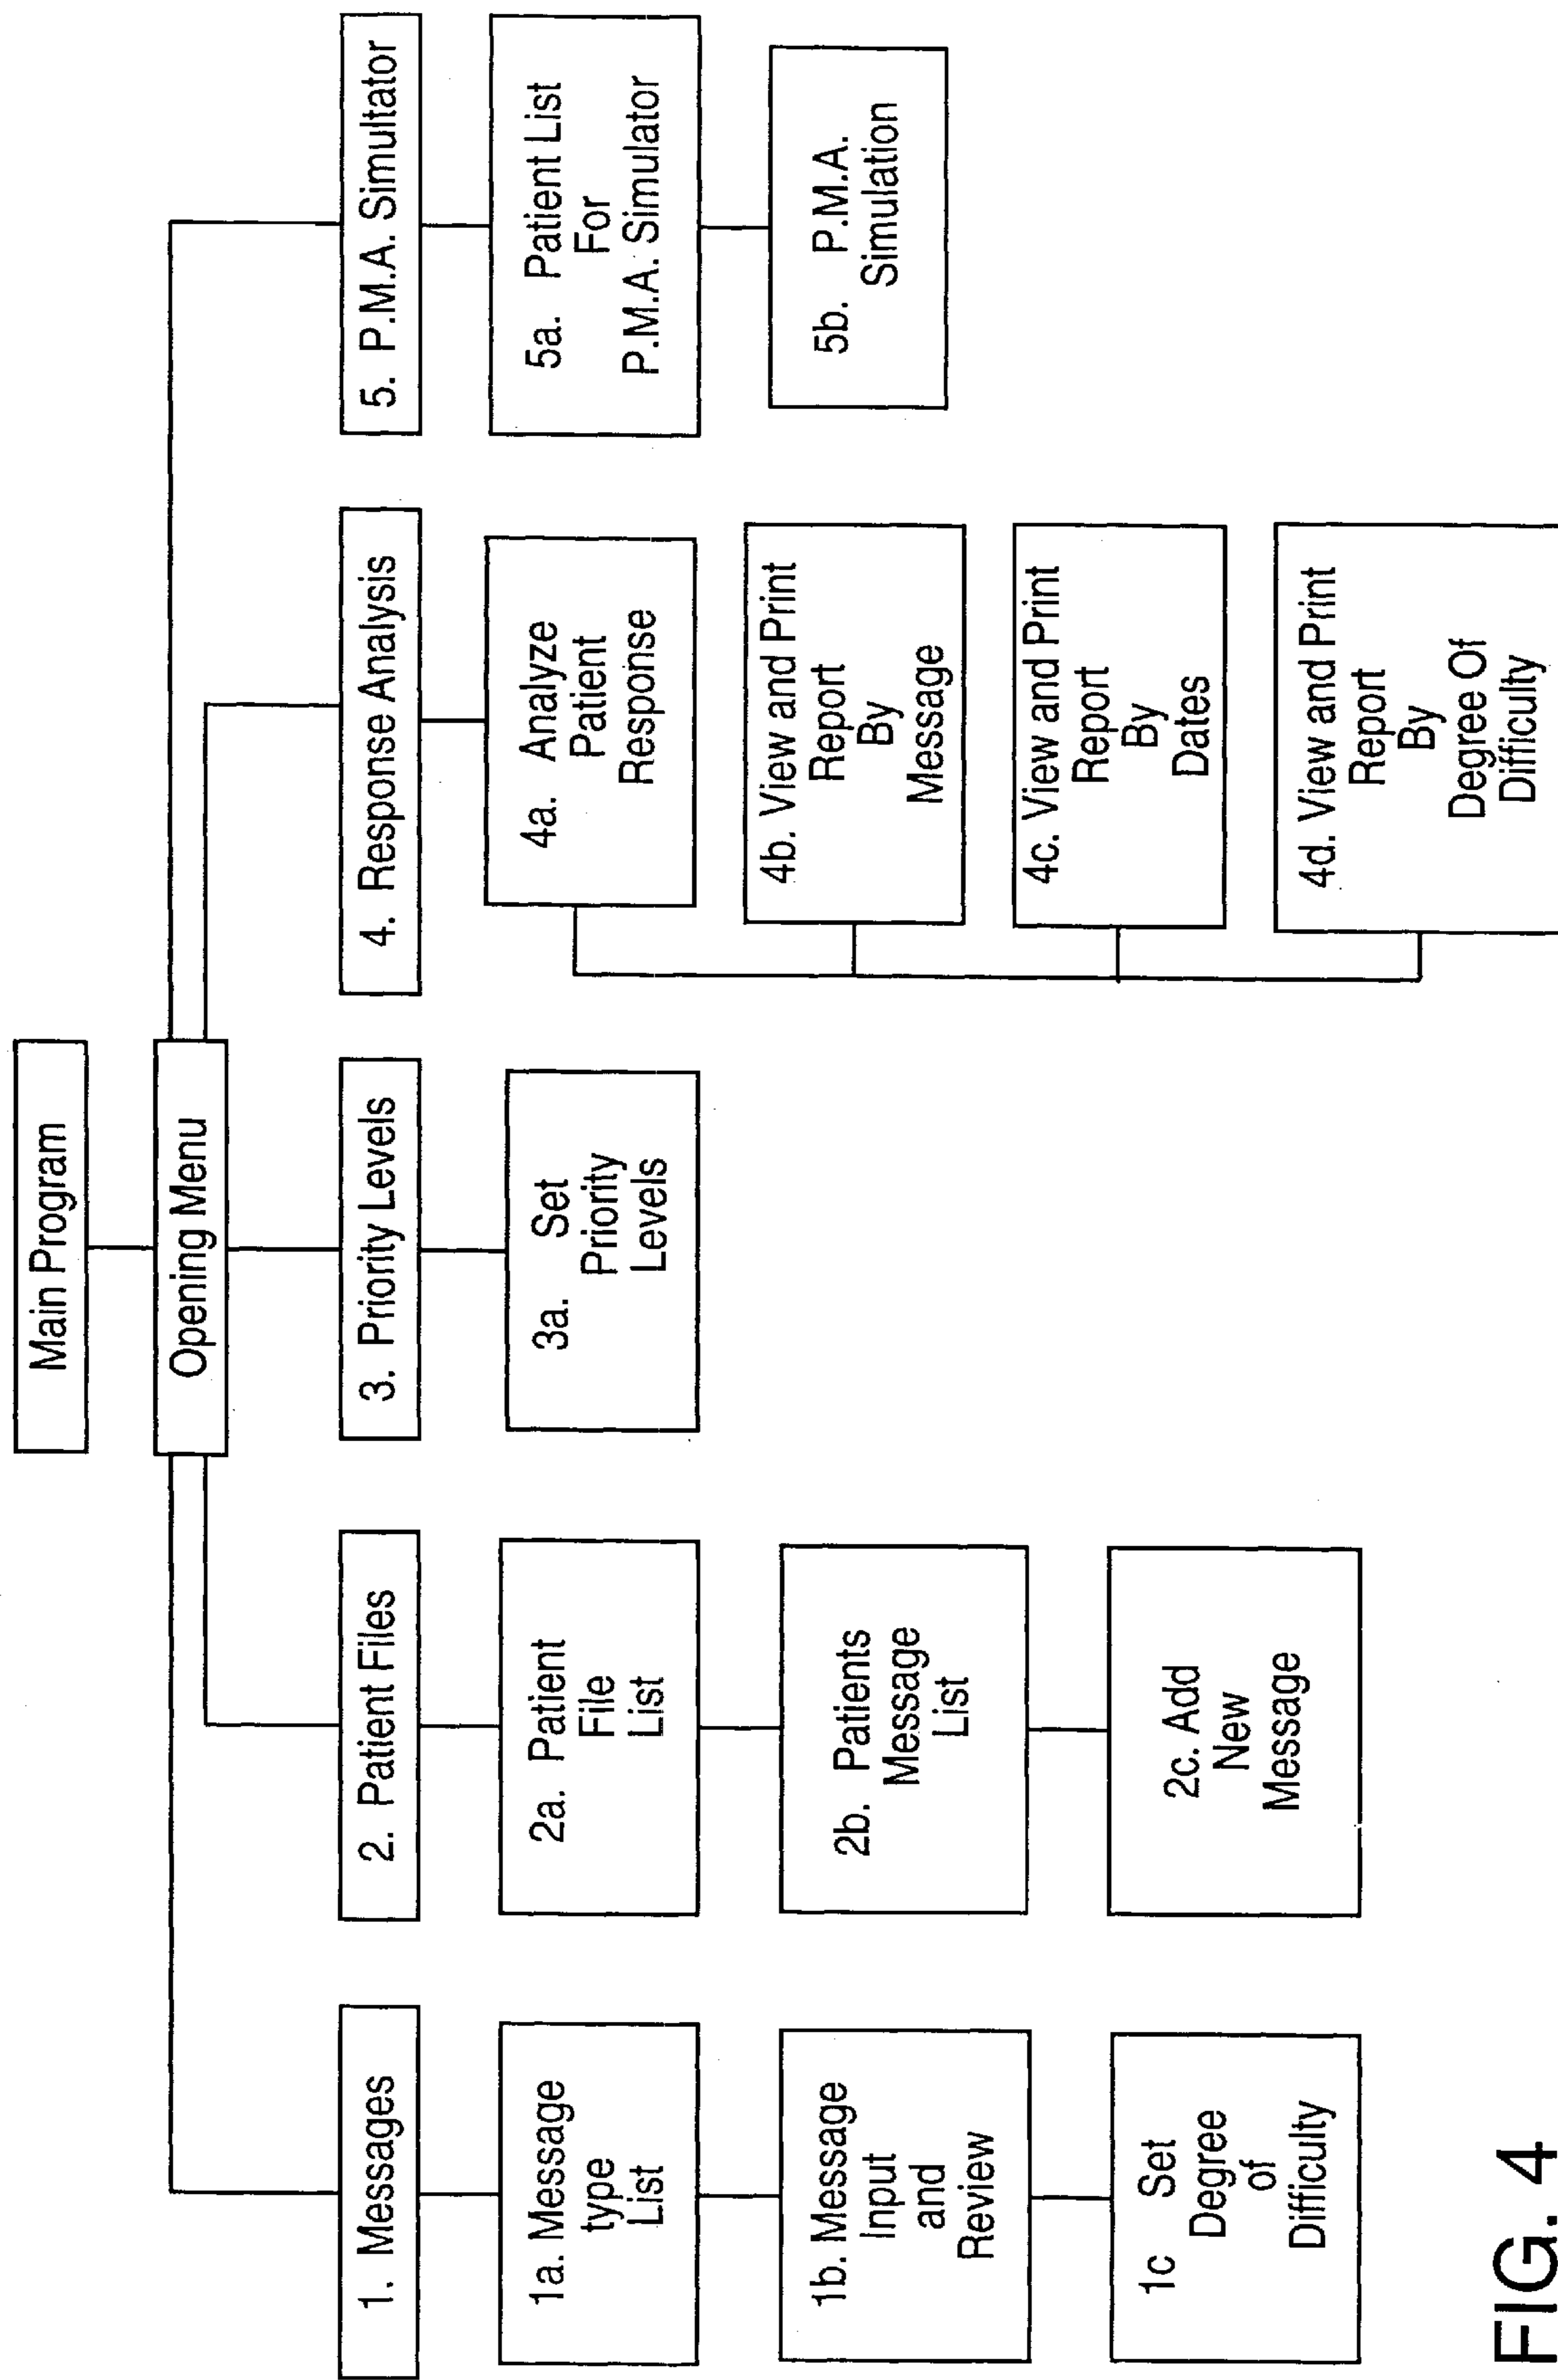 Main Program
Opening Menu
1. Messages
1a. Message
type
List
1b. Message
Input
and
Review
1c Set
Degree
of
Difficulty
2. Patient Files
2a. Patient
File
List
2b. Patients
Message
List
2c. Add
New
Message
3. Priority Levels
3a. Set
Priority
Levels
4. Response Analysis
4a. Analyze
Patient
Response
4b. View and Print
Report
By
Message
4c. View and Print
Report
By
Dates
4d. View and Print
Report
By
Degree Of
Difficulty
5. P.M.A. Simultator
5a. Patient List
For
P.M.A. Simulator
5b. P.M.A.
Simulation
FIG. 4